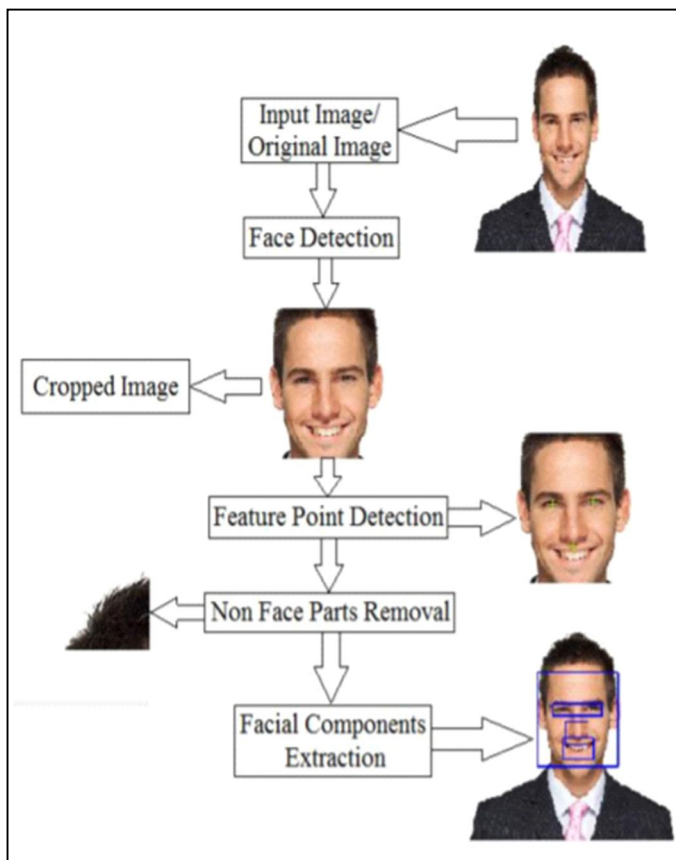 Input Image/
Original Image
Face Detection
Cropped Image
Feature Point Detection
Non Face Parts Removal
Facial Components
Extraction